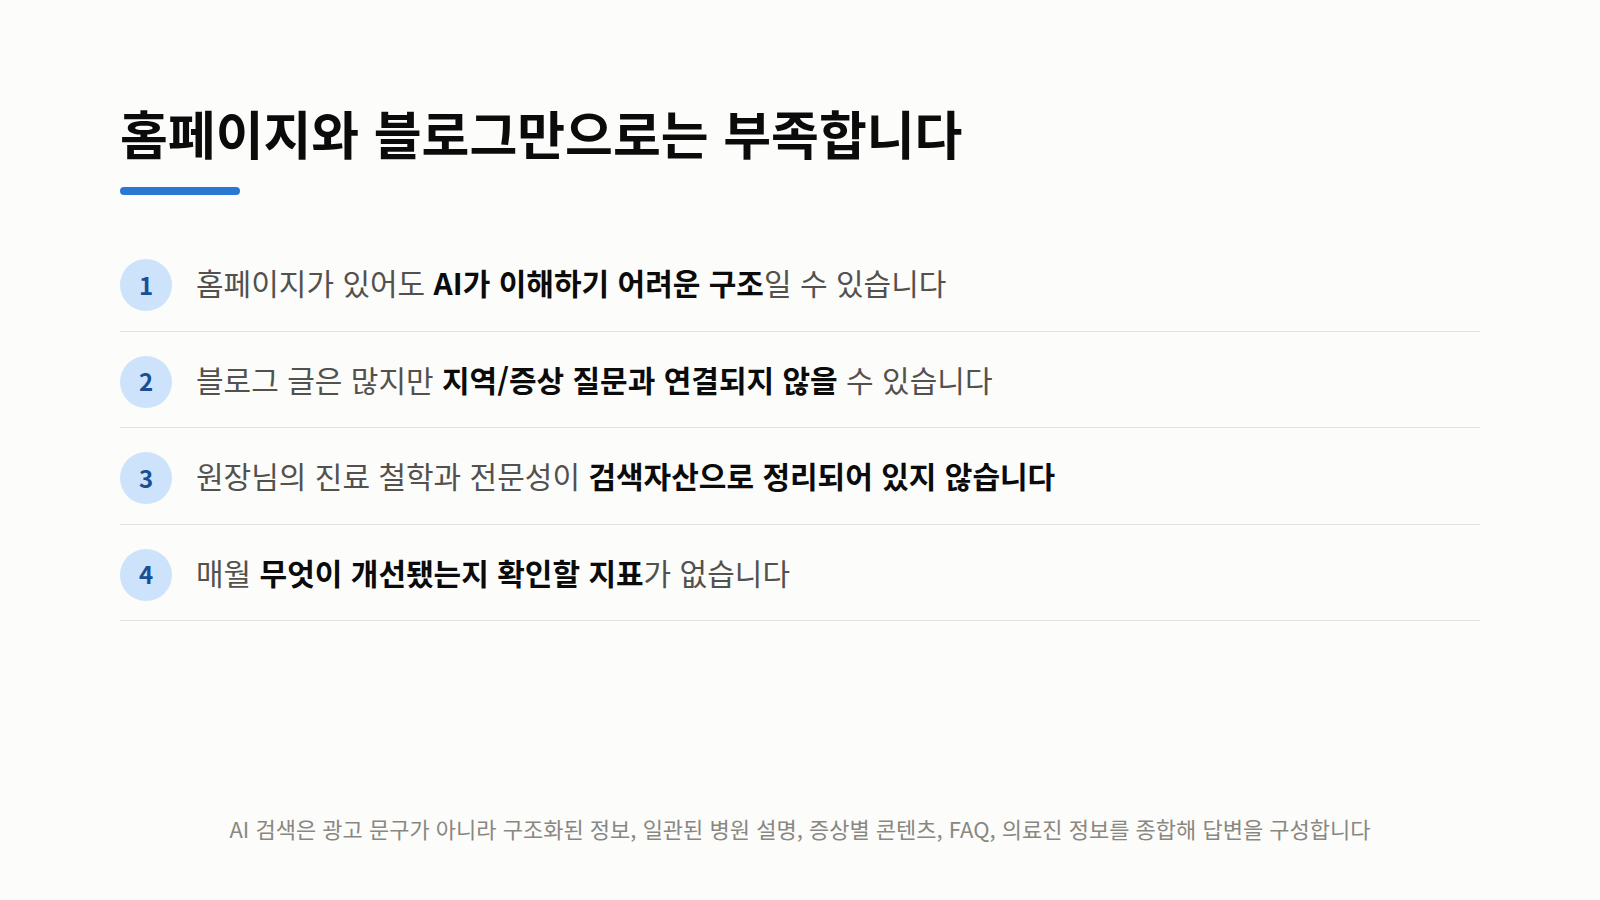 홈페이지와 블로그만으로는 부족합니다
1 홈페이지가 있어도 AI가 이해하기 어려운 구조일 수 있습니다
2 블로그 글은 많지만 지역/증상 질문과 연결되지 않을 수 있습니다
3 원장님의 진료 철학과 전문성이 검색자산으로 정리되어 있지 않습니다
4 매월 무엇이 개선됐는지 확인할 지표가 없습니다
AI 검색은 광고 문구가 아니라 구조화된 정보, 일관된 병원 설명, 증상별 콘텐츠, FAQ, 의료진 정보를 종합해 답변을 구성합니다